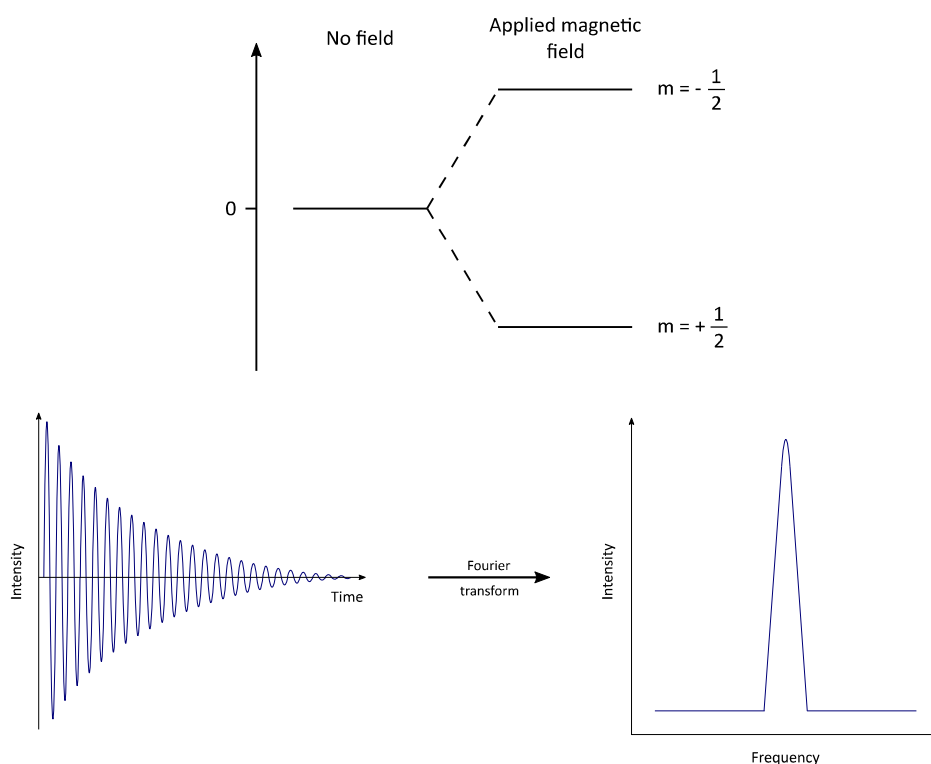 No field
Applied magnetic
field
m = - 1/2
0
m = + 1/2
Intensity
Time
Fourier
transform
Intensity
Frequency